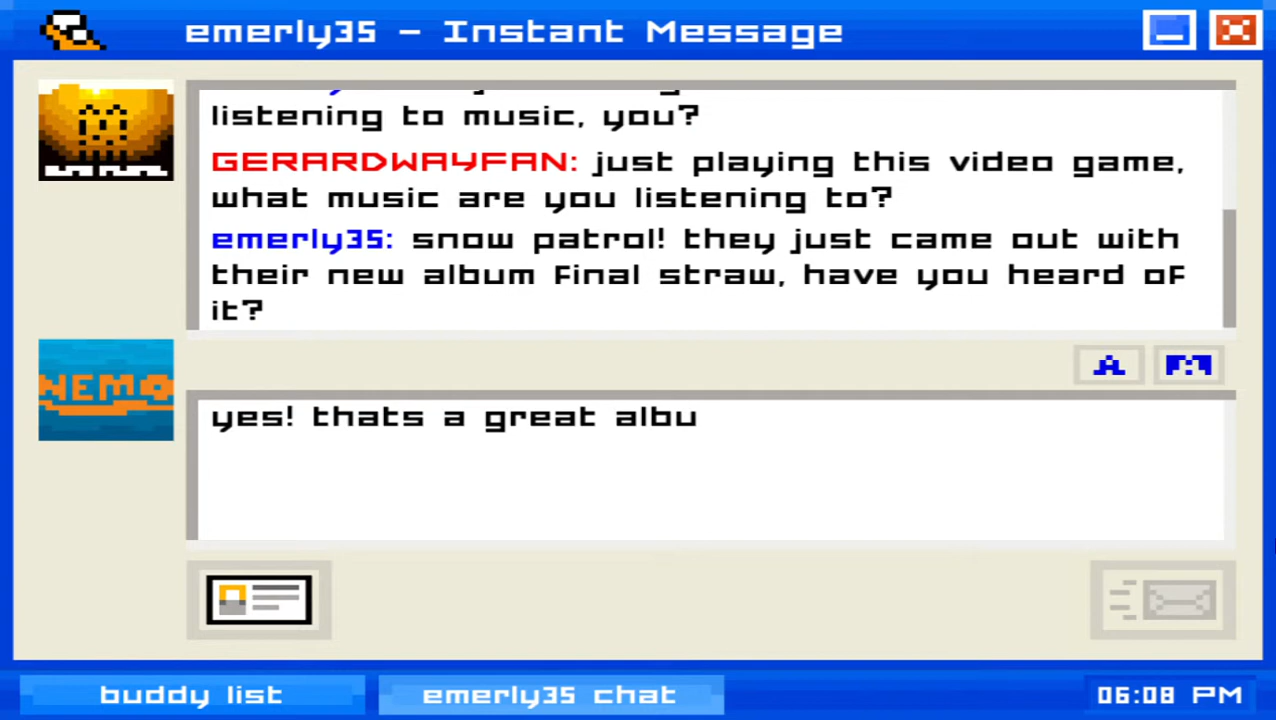 emerly35 - Instant Message
listening to music, you?
GERARDWAYFAN: just playing this video game,
what music are you listening to?
emerly35: snow patrol! they just came out with
their new album Final straw, have you heard of
it?
NEMO
A
yes! thats a great albu
buddy list
emerly35 chat
06:08 PM